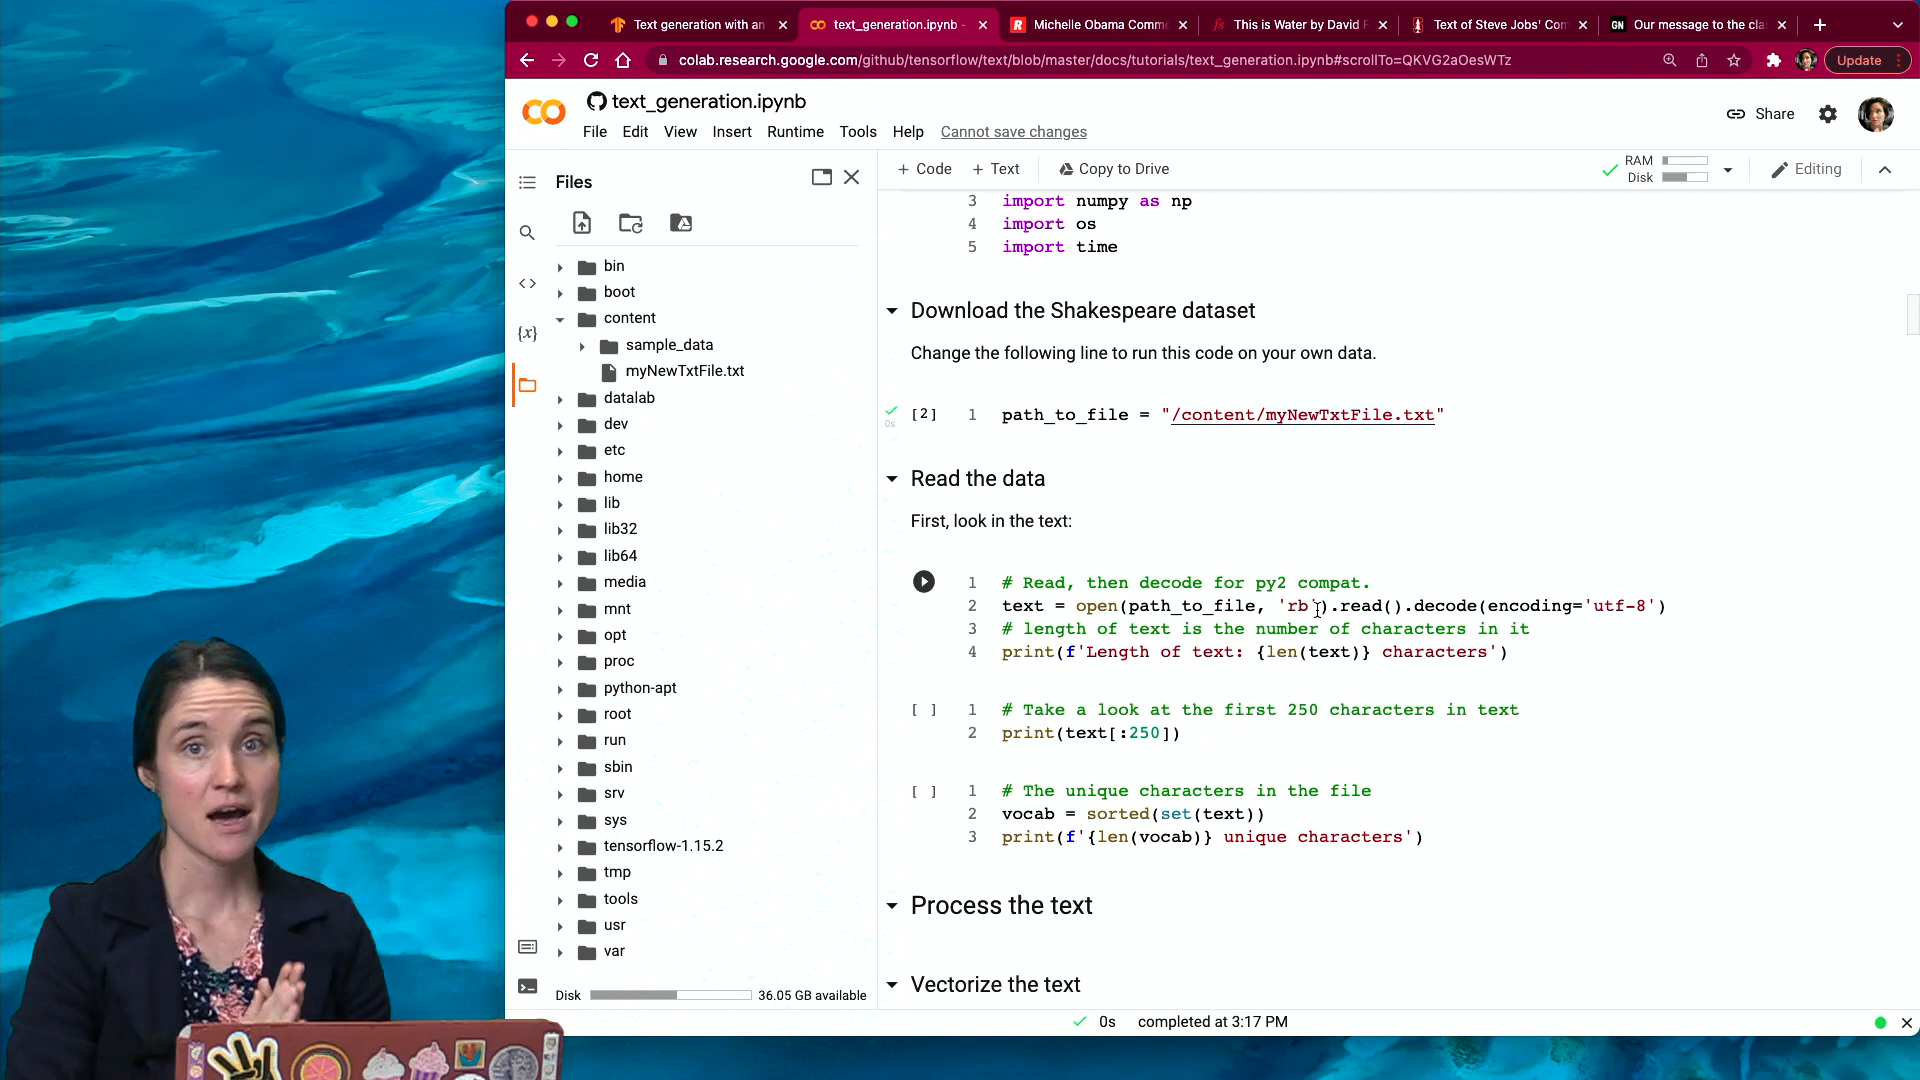 Text generation with an
text_generation.ipynb -
Michelle Obama Comme
This is Water by David F
Text of Steve Jobs' Com
GN
Our message to the cla
colab.research.google.com/github/tensorflow/text/blob/master/docs/tutorials/text_generation.ipynb#scrollTo=QKVG2aOesWTz
Update
text_generation.ipynb
Share
File Edit View Insert Runtime Tools Help Cannot save changes
Files
+ Code + Text Copy to Drive
RAM
Disk
Editing
bin
boot
content
sample_data
myNewTxtFile.txt
datalab
dev
etc
home
lib
lib32
lib64
media
mnt
opt
proc
python-apt
root
run
sbin
srv
sys
tensorflow-1.15.2
tmp
tools
usr
var
Disk 36.05 GB available
3 import numpy as np
4 import os
5 import time
Download the Shakespeare dataset
Change the following line to run this code on your own data.
0s
[2] 1 path_to_file = "/content/myNewTxtFile.txt"
Read the data
First, look in the text:
1 # Read, then decode for py2 compat.
2 text = open(path_to_file, 'rb').read().decode(encoding='utf-8')
3 # length of text is the number of characters in it
4 print(f'Length of text: {len(text)} characters')
[ ] 1 # Take a look at the first 250 characters in text
2 print(text[:250])
[ ] 1 # The unique characters in the file
2 vocab = sorted(set(text))
3 print(f'{len(vocab)} unique characters')
Process the text
Vectorize the text
0s completed at 3:17 PM